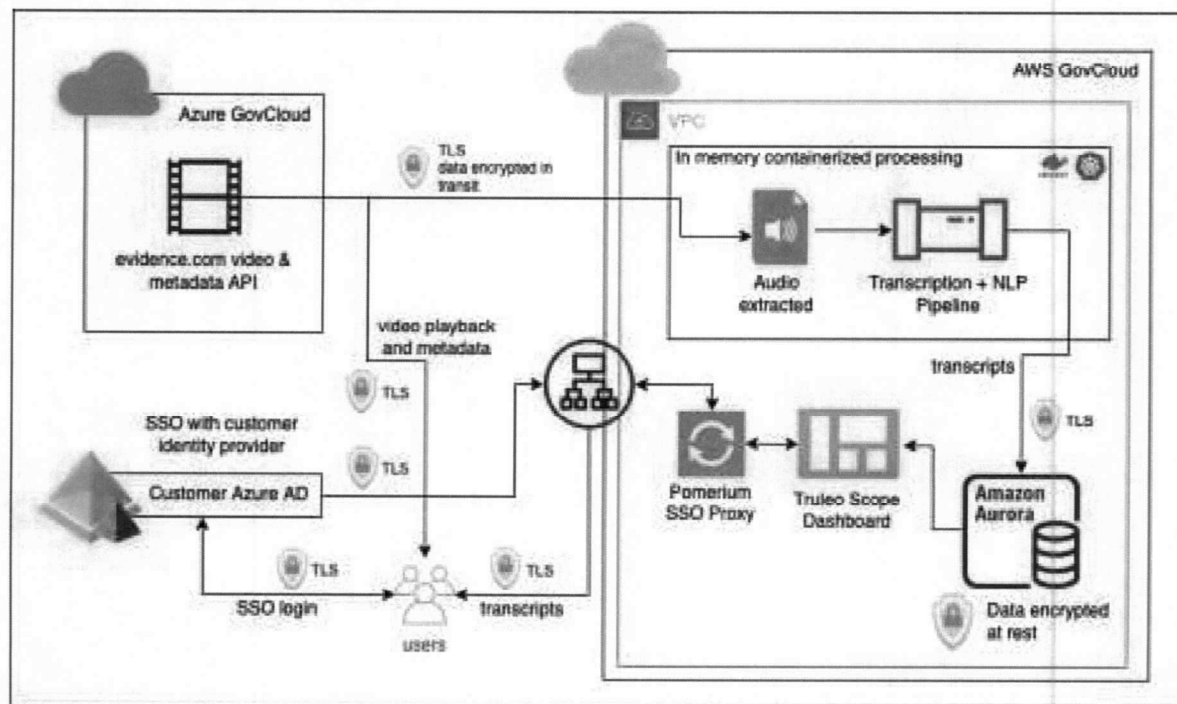 AWS GovCloud
Azure GovCloud
VPC
TLS
data encrypted in
transit
In memory containerized processing
evidence.com video &
metadata API
Audio
extracted
Transcription + NLP
Pipeline
video playback
and metadata
transcripts
TLS
TLS
SSO with customer
identity provider
TLS
Customer Azure AD
Pomerium
SSO Proxy
Truleo Scope
Dashboard
Amazon
Aurora
TLS
TLS
SSO login
transcripts
users
Data encrypted
at rest